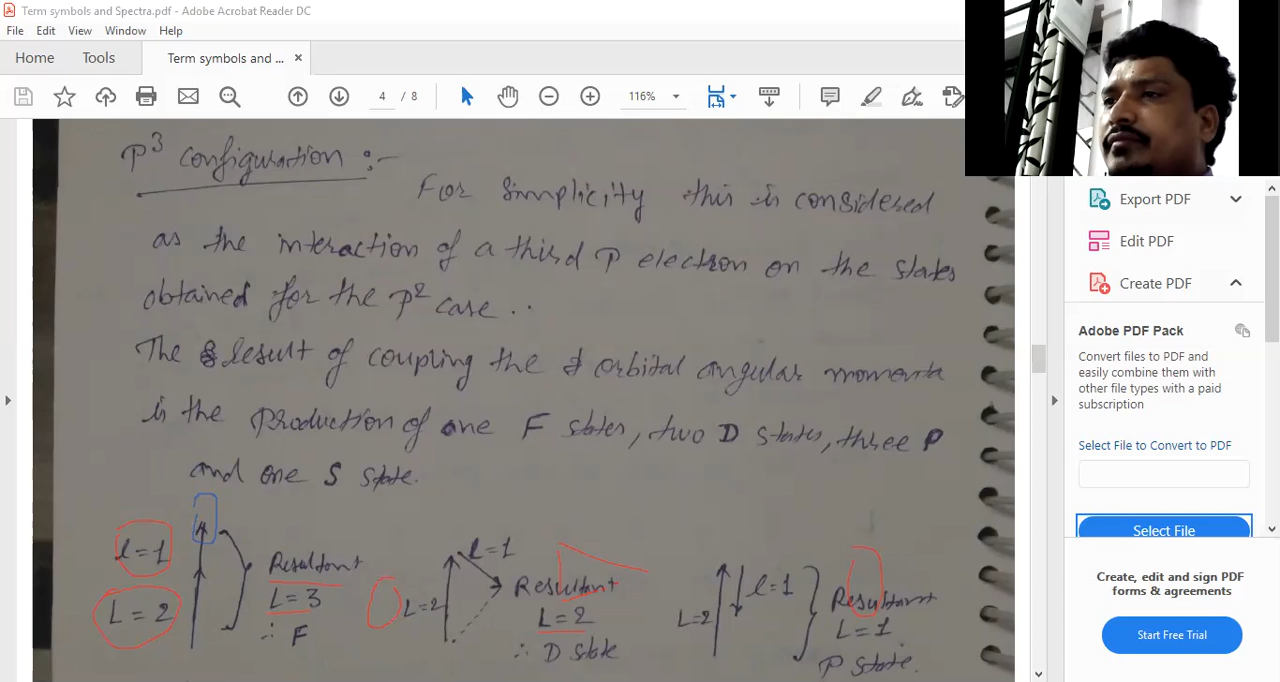 Term symbols and Spectra.pdf - Adobe Acrobat Reader DC
File Edit View Window Help
Home Tools Term symbols and ... ×
4 / 8 116%
P³ Configuration :-
For Simplicity this is considered
as the interaction of a third P electron on the states
obtained for the P² case.
The result of coupling the orbital angular momenta
is the production of one F states, two D states, three P
and one S state.
l=1
L=2
Resultant
L=3
∴ F
l=1
L=2
Resultant
L=2
∴ D state
l=1
L=2
Resultant
L=1
P state.
Export PDF
Edit PDF
Create PDF
Adobe PDF Pack
Convert files to PDF and
easily combine them with
other file types with a paid
subscription
Select File to Convert to PDF
Select File
Create, edit and sign PDF
forms & agreements
Start Free Trial